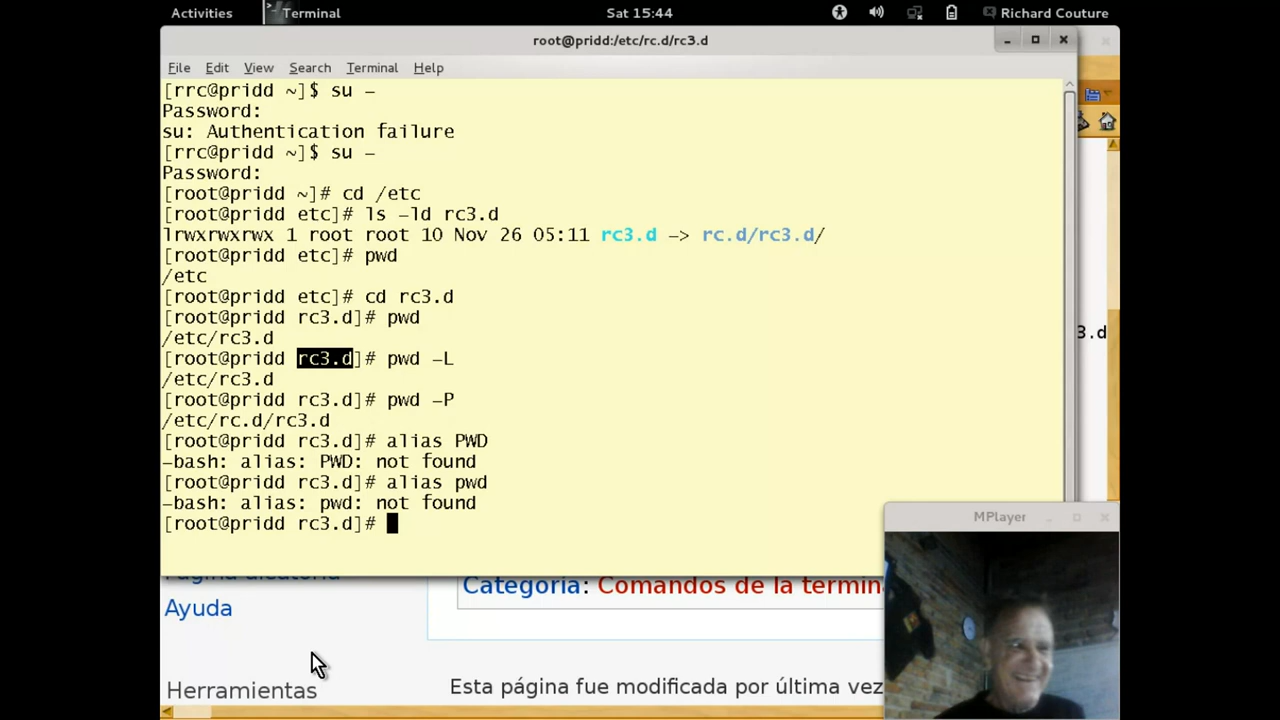 Activities Terminal Sat 15:44 Richard Couture
root@pridd:/etc/rc.d/rc3.d
File Edit View Search Terminal Help
[rrc@pridd ~]$ su -
Password:
su: Authentication failure
[rrc@pridd ~]$ su -
Password:
[root@pridd ~]# cd /etc
[root@pridd etc]# ls -ld rc3.d
lrwxrwxrwx 1 root root 10 Nov 26 05:11 rc3.d -> rc.d/rc3.d/
[root@pridd etc]# pwd
/etc
[root@pridd etc]# cd rc3.d
[root@pridd rc3.d]# pwd
/etc/rc3.d
[root@pridd rc3.d]# pwd -L
/etc/rc3.d
[root@pridd rc3.d]# pwd -P
/etc/rc.d/rc3.d
[root@pridd rc3.d]# alias PWD
-bash: alias: PWD: not found
[root@pridd rc3.d]# alias pwd
-bash: alias: pwd: not found
[root@pridd rc3.d]#
3.d
MPlayer
Categoría: Comandos de la termin
Ayuda
Herramientas
Esta página fue modificada por última vez